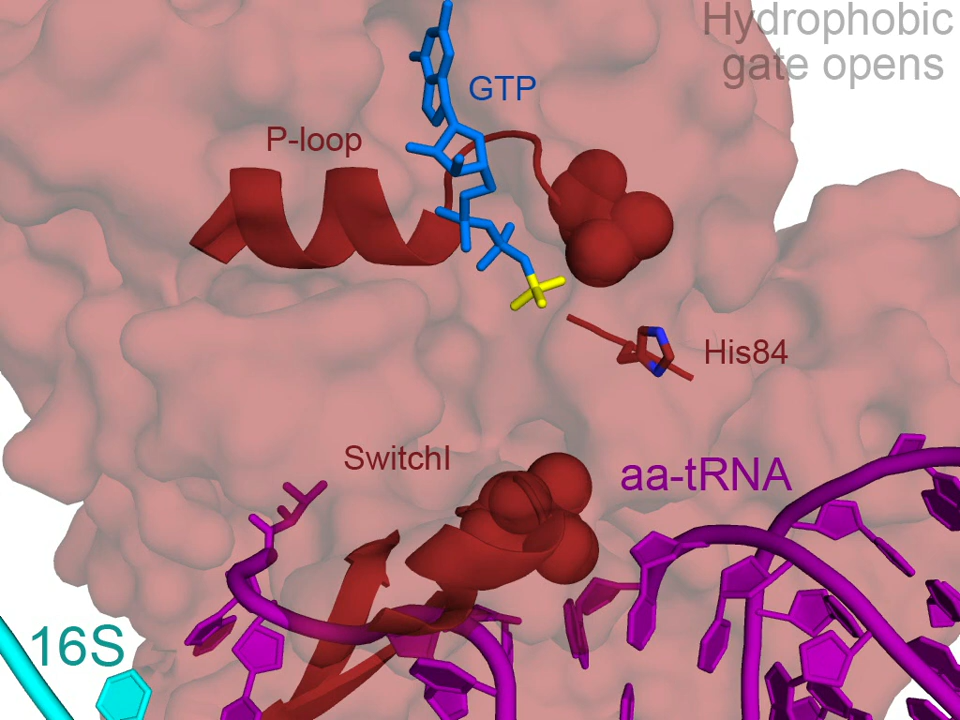 Hydrophobic
gate opens
GTP
P-loop
His84
SwitchI
aa-tRNA
16S